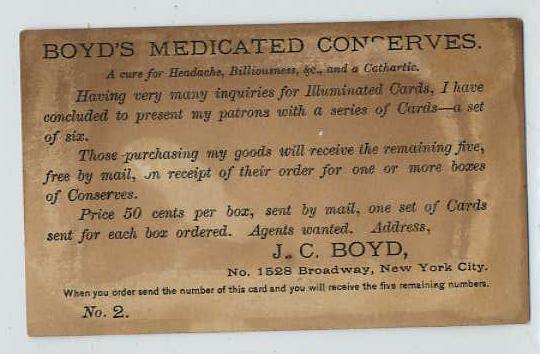 BOYD'S MEDICATED CONSERVES.
A cure for Headache, Billiousness, &c., and a Cathartic.
Having very many inquiries for Illuminated Cards, I have
concluded to present my patrons with a series of Cards—a set
of six.
Those purchasing my goods will receive the remaining five,
free by mail, on receipt of their order for one or more boxes
of Conserves.
Price 50 cents per box, sent by mail, one set of Cards
sent for each box ordered. Agents wanted. Address,
J. C. BOYD,
No. 1528 Broadway, New York City.
When you order send the number of this card and you will receive the five remaining numbers.
No. 2.